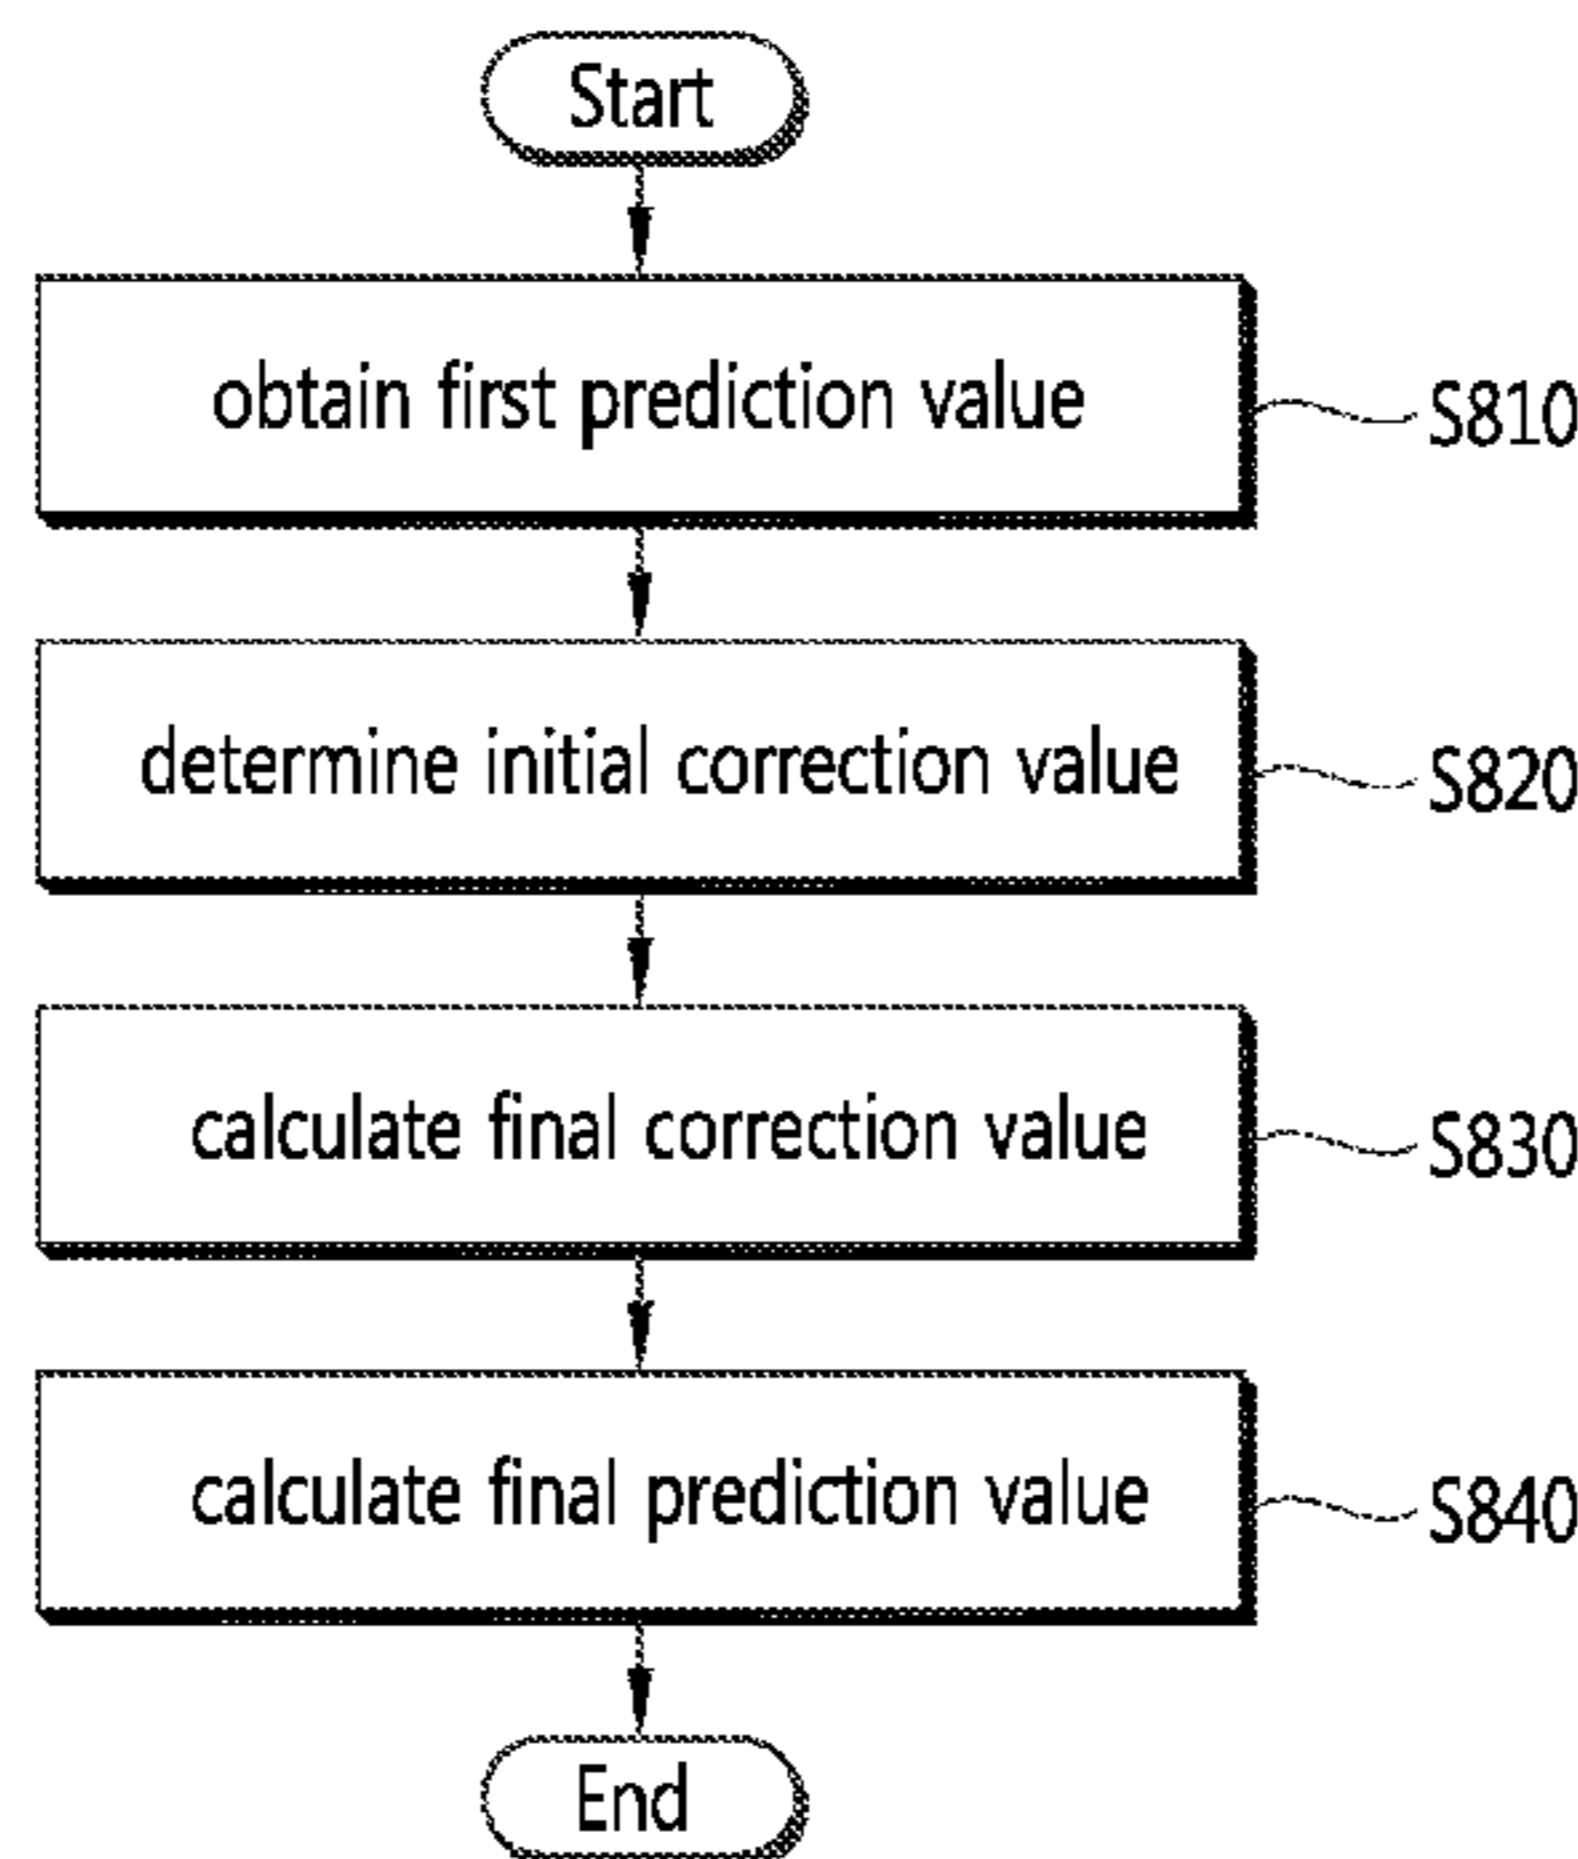 Start
obtain first prediction value
S810
determine initial correction value
S820
calculate final correction value
S830
calculate final prediction value
S840
End